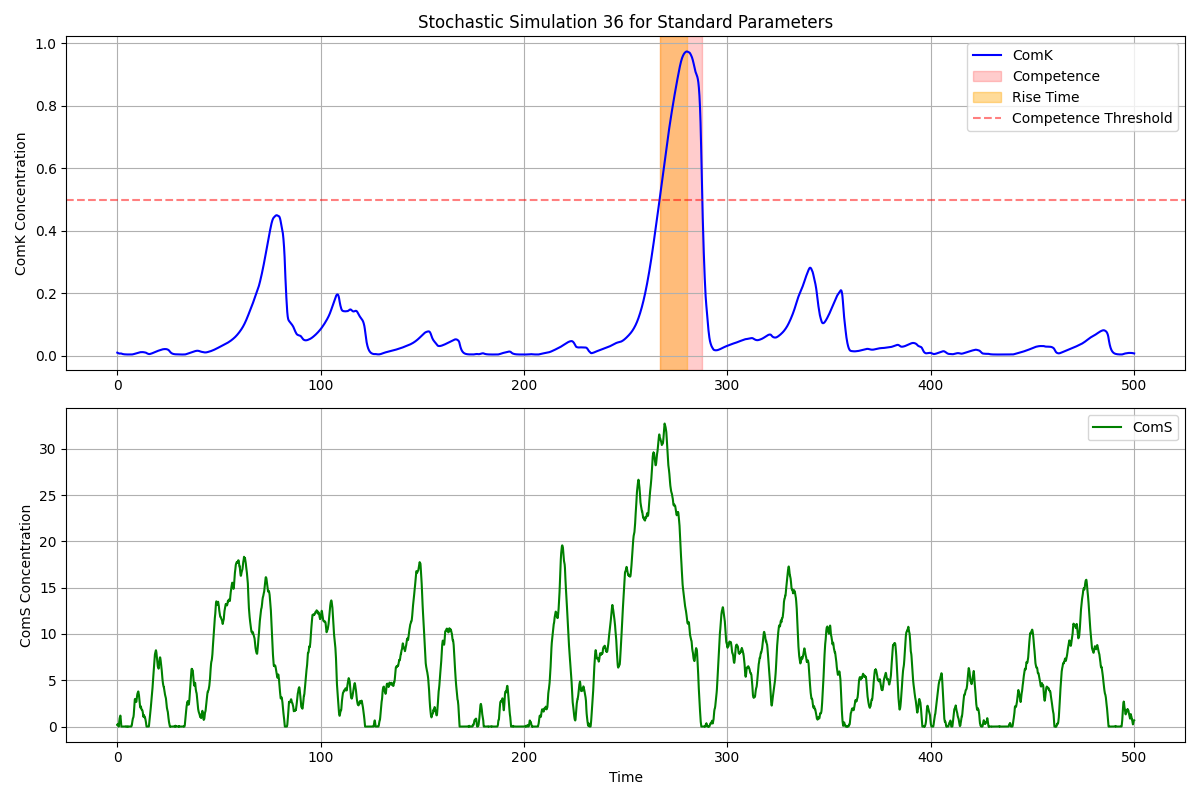 Stochastic Simulation 36 for Standard Parameters
1.0
0.8
0.6
0.4
0.2
0.0
ComK Concentration
ComK
Competence
Rise Time
Competence Threshold
0 100 200 300 400 500
30
25
20
15
10
5
0
ComS Concentration
ComS
0 100 200 300 400 500
Time